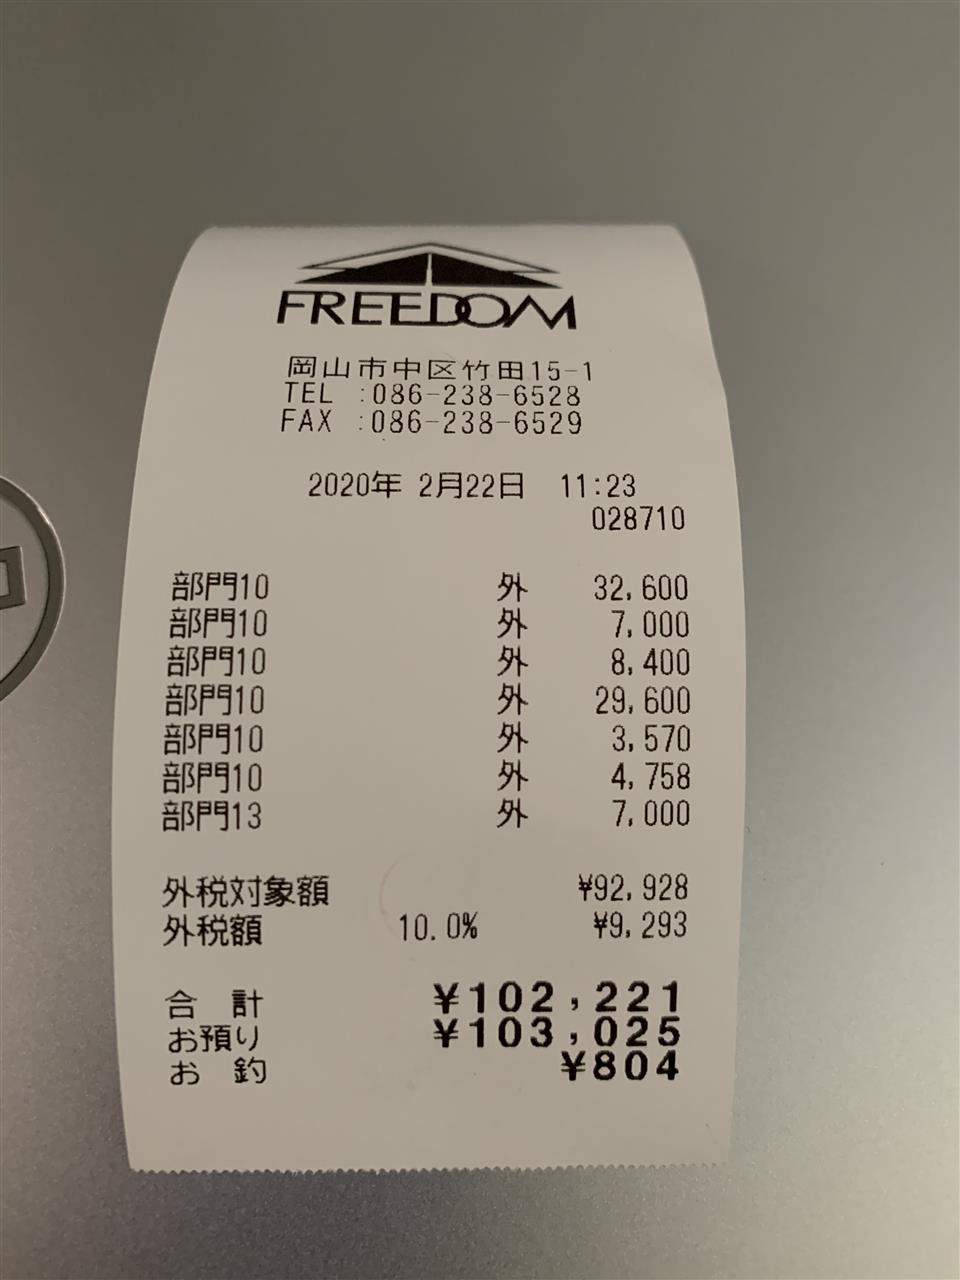 FREEDOM
岡山市中区竹田15-1
TEL :086-238-6528
FAX :086-238-6529
2020年 2月22日 11:23
028710
部門10 外 32,600
部門10 外 7,000
部門10 外 8,400
部門10 外 29,600
部門10 外 3,570
部門10 外 4,758
部門13 外 7,000
外税対象額 ¥92,928
外税額 10.0% ¥9,293
合 計 ¥102,221
お預り ¥103,025
お 釣 ¥804